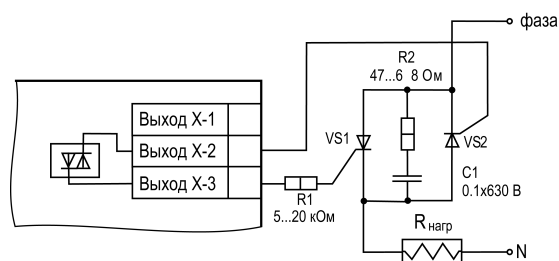 фаза
R2
47...6 8 Ом
Выход X-1
Выход X-2
Выход X-3
VS1
VS2
C1
0.1x630 В
R1
5...20 кОм
Rнагр
N